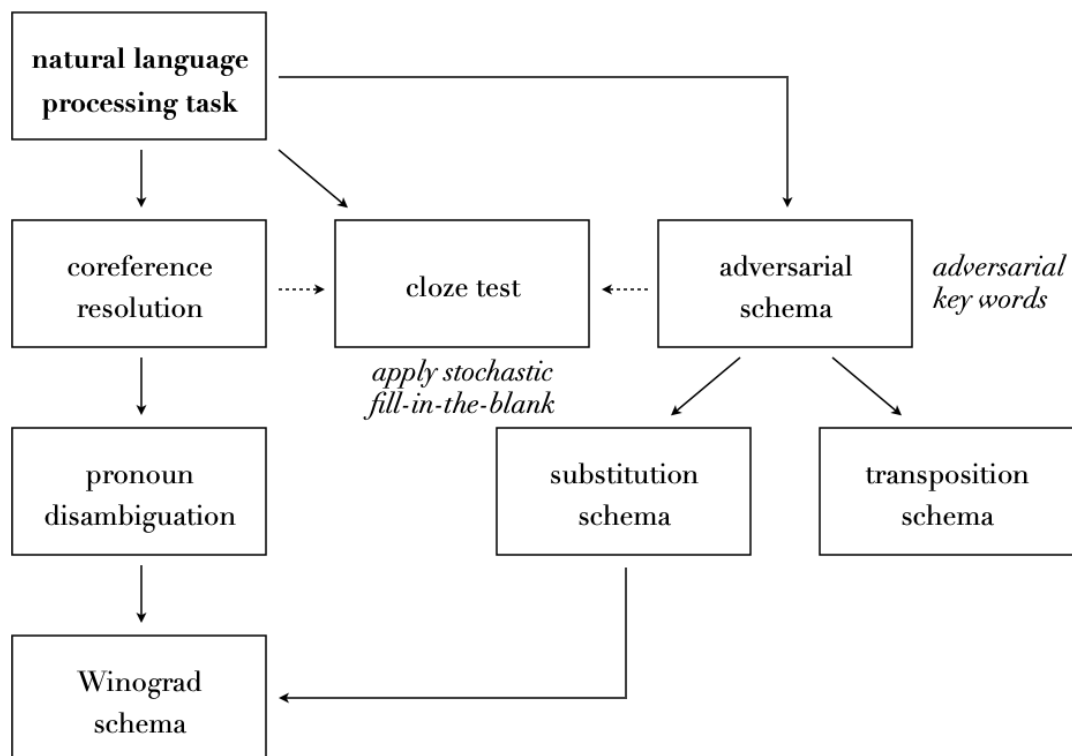 natural language
processing task
coreference
resolution
cloze test
adversarial
schema
adversarial
key words
apply stochastic
fill-in-the-blank
pronoun
disambiguation
substitution
schema
transposition
schema
Winograd
schema